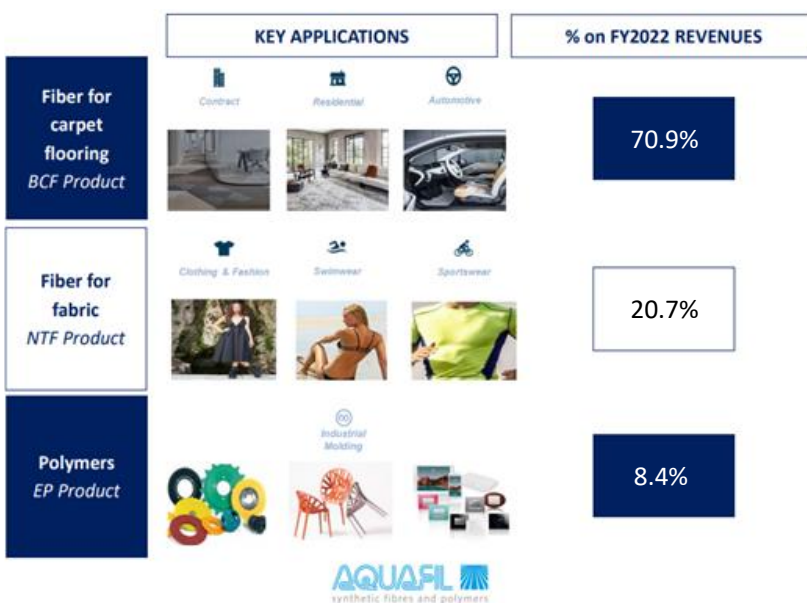 KEY APPLICATIONS
% on FY2022 REVENUES
Fiber for
carpet
flooring
BCF Product
Contract
Residential
Automotive
70.9%
Fiber for
fabric
NTF Product
Clothing & Fashion
Swimwear
Sportswear
20.7%
Polymers
EP Product
Industrial
Molding
8.4%
AQUAFIL
synthetic fibres and polymers